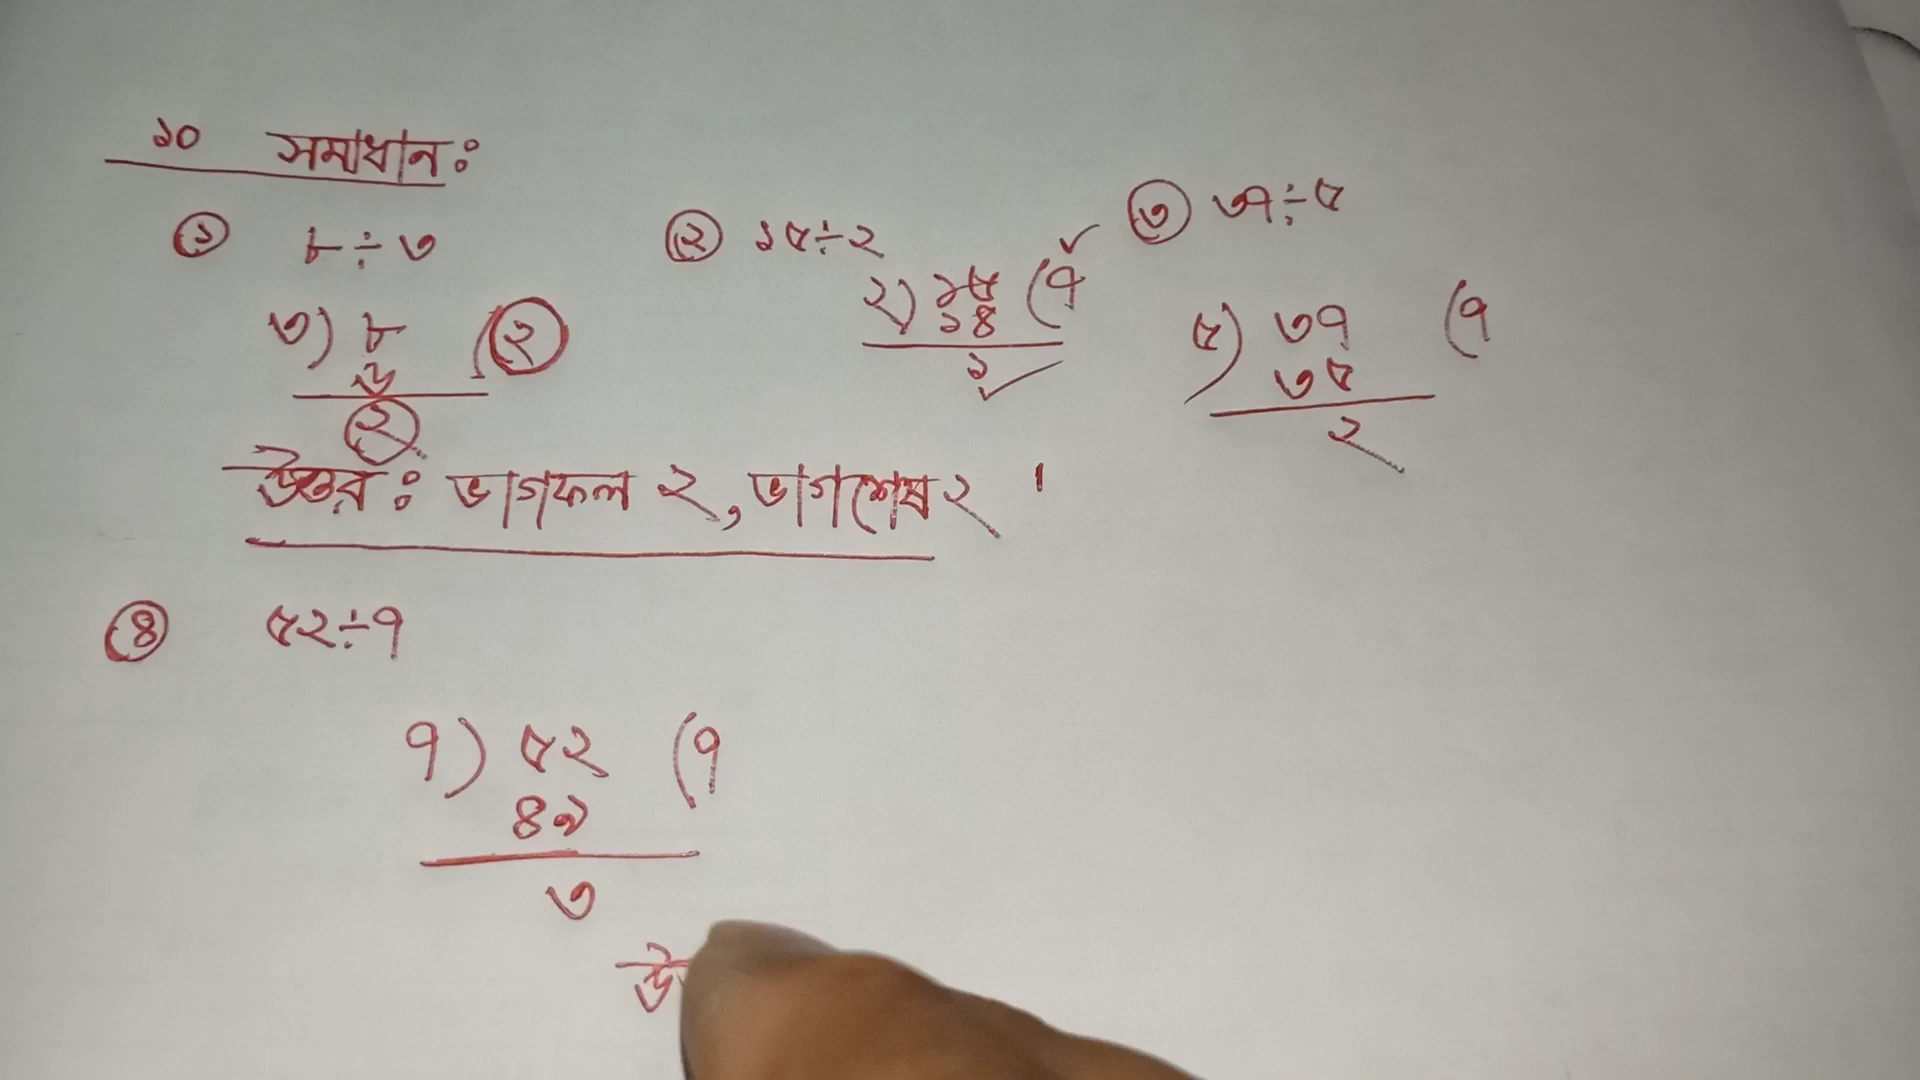 ১০ সমাধানঃ
① ৮÷৩
৩) ৮ (২
৬
২
উত্তরঃ ভাগফল ২, ভাগশেষ ২ ।
② ১৫÷২
২) ১৫ (৭
১৪
১
③ ৩৭÷৫
৫) ৩৭ (৭
৩৫
২
④ ৫২÷৭
৭) ৫২ (৭
৪৯
৩